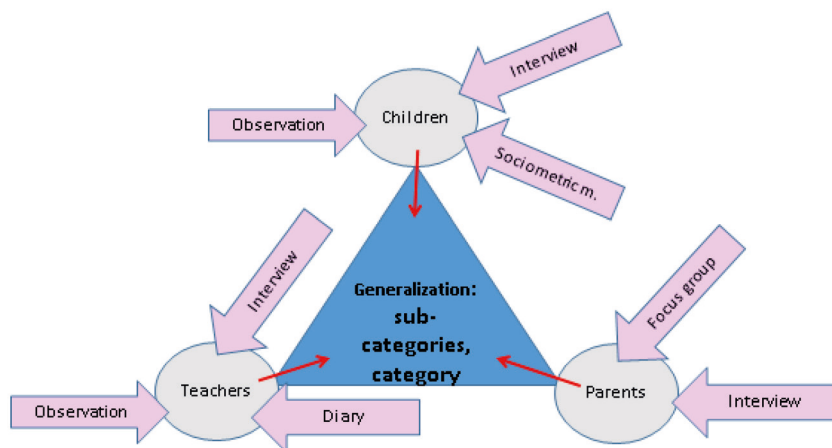 Interview
Observation
Children
Sociometric m.
Interview
Focus group
Generalization:
sub-
categories,
category
Teachers
Parents
Observation
Diary
Interview